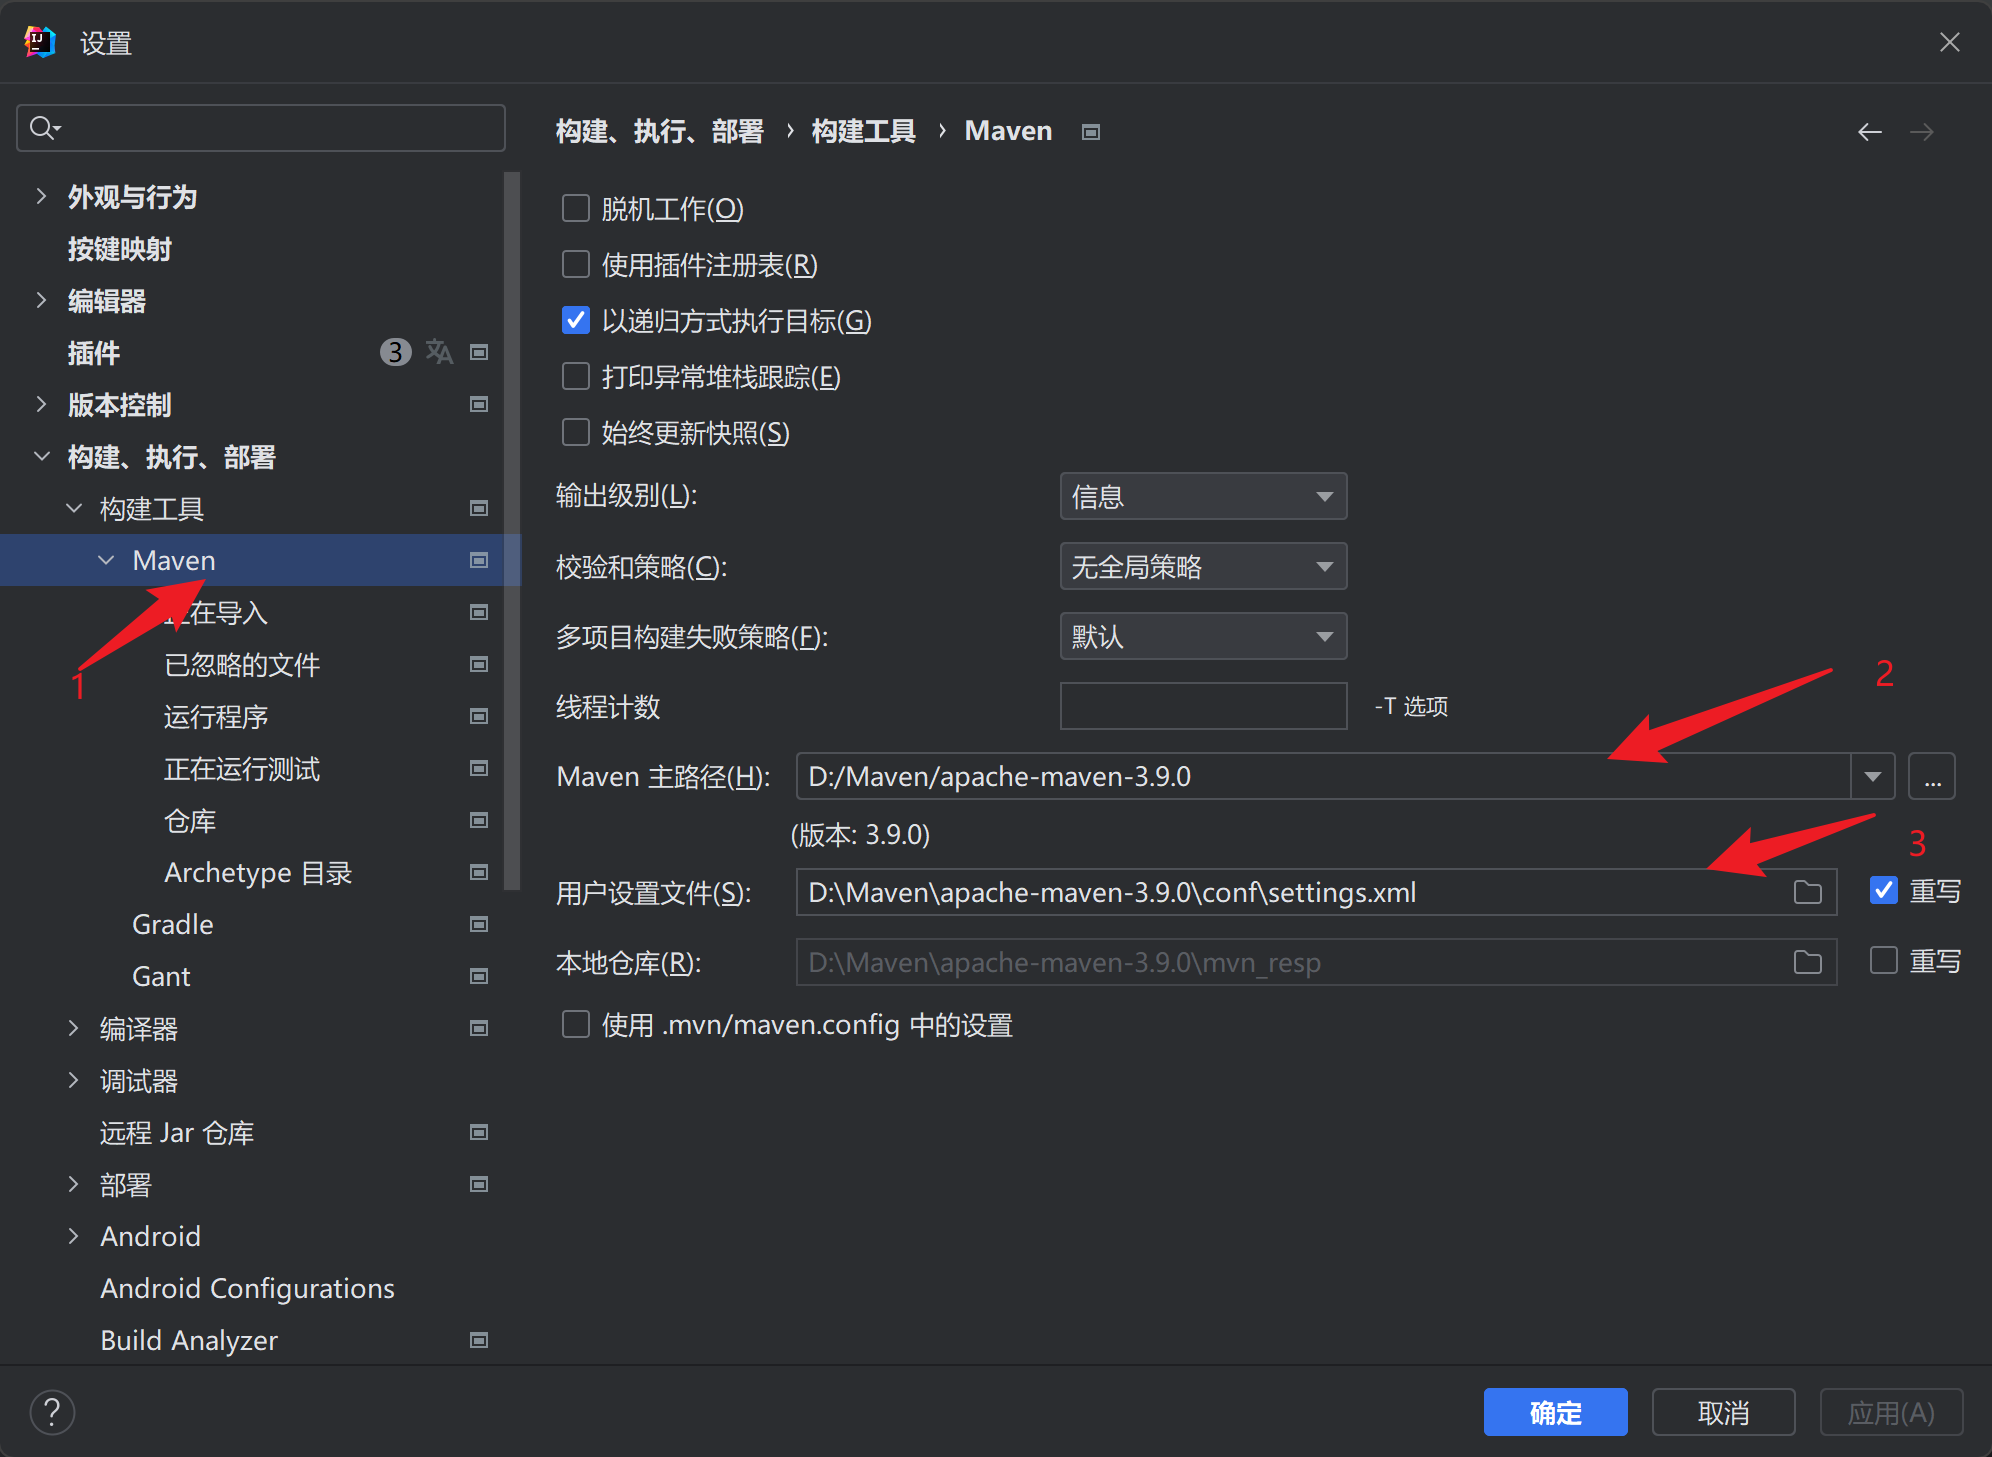 设置
外观与行为
按键映射
编辑器
插件 3
版本控制
构建、执行、部署
构建工具
Maven
正在导入
1
已忽略的文件
运行程序
正在运行测试
仓库
Archetype 目录
Gradle
Gant
编译器
调试器
远程 Jar 仓库
部署
Android
Android Configurations
Build Analyzer
构建、执行、部署 › 构建工具 › Maven
脱机工作(O)
使用插件注册表(R)
以递归方式执行目标(G)
打印异常堆栈跟踪(E)
始终更新快照(S)
输出级别(L): 信息
校验和策略(C): 无全局策略
多项目构建失败策略(F): 默认
2
线程计数 -T 选项
Maven 主路径(H): D:/Maven/apache-maven-3.9.0 ...
(版本: 3.9.0)
3
用户设置文件(S): D:\Maven\apache-maven-3.9.0\conf\settings.xml 重写
本地仓库(R): D:\Maven\apache-maven-3.9.0\mvn_resp 重写
使用 .mvn/maven.config 中的设置
? 确定 取消 应用(A)